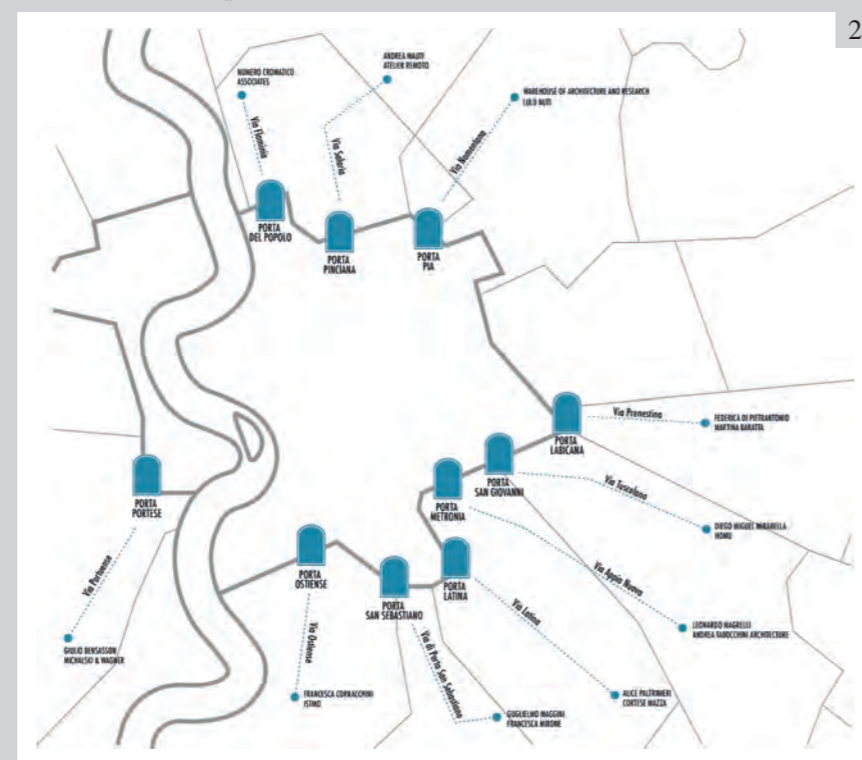 2
NUMERO CROMATICO
ASSOCIATES
ANDREA MAUTI
ATELIER REMOTO
WAREHOUSE OF ARCHITECTURE AND RESEARCH
LULÙ NUTI
Via Flaminia
Via Salaria
Via Nomentana
PORTA
DEL POPOLO
PORTA
PINCIANA
PORTA
PIA
Via Prenestina
FEDERICA DI PIETRANTONIO
MARTINA BARATTA
PORTA
LABICANA
PORTA
SAN GIOVANNI
Via Tuscolana
DIEGO MIGUEL MIRABELLA
HOMU
PORTA
METRONIA
PORTA
PORTESE
Via Portuense
GIULIO BENSASSON
MICHALSKI & WAGNER
PORTA
OSTIENSE
PORTA
SAN SEBASTIANO
PORTA
LATINA
Via Appia Nuova
LEONARDO MAGRELLI
ANDREA TABOCCHINI ARCHITECTURE
Via Latina
Via Ostiense
Via di Porta San Sebastiano
FRANCESCA CORNACCHINI
ISTMO
GUGLIELMO MAGGINI
FRANCESCA MIRONE
ALICE PALTRINIERI
CORTESE MAZZA